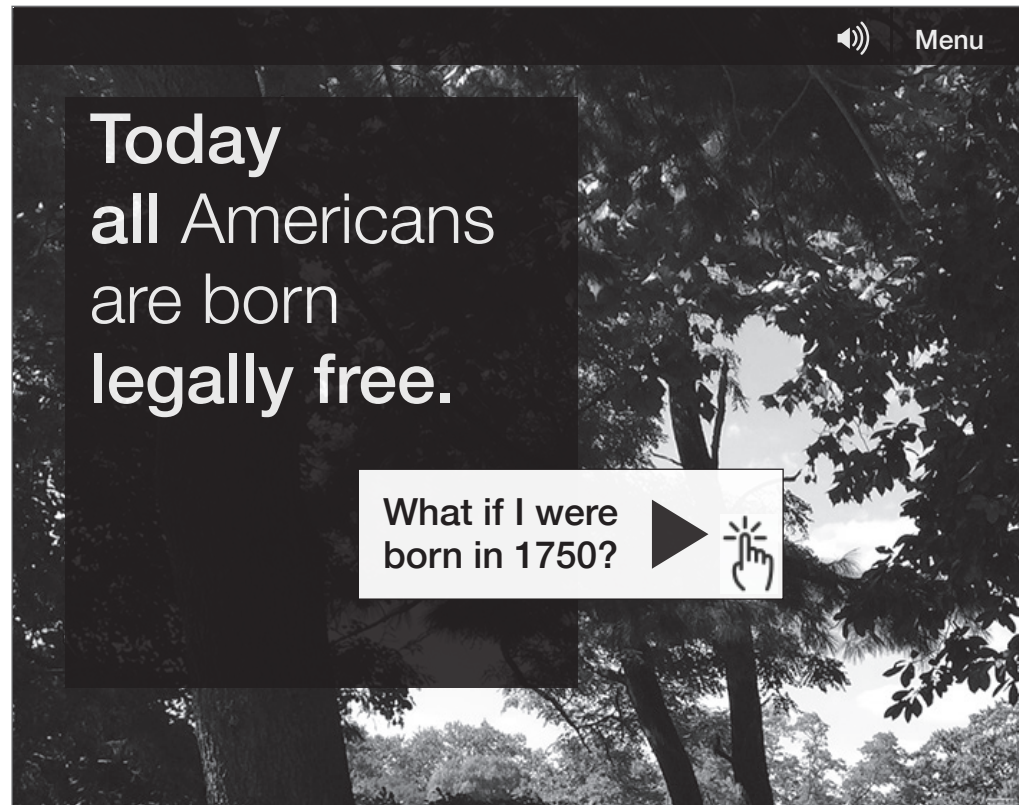 Menu
Today
all Americans
are born
legally free.
What if I were
born in 1750?